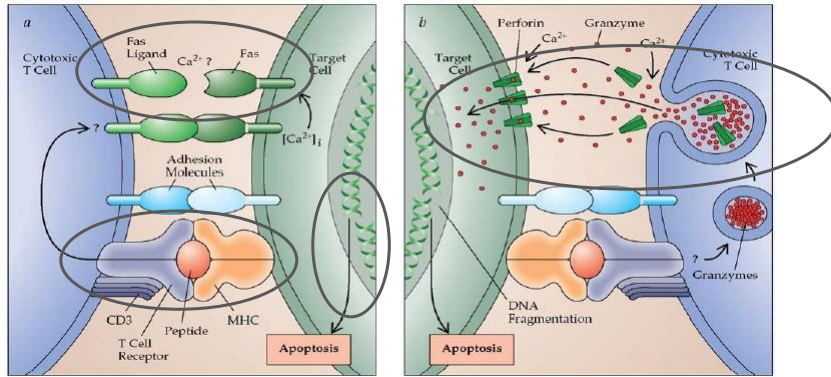 a
Fas
Ligand
Ca2+ ?
Fas
Cytotoxic
T Cell
Target
Cell
?
[Ca2+]i
Adhesion
Molecules
CD3
T Cell
Receptor
Peptide
MHC
Apoptosis
b
Perforin
Granzyme
Ca2+
Ca2+
Target
Cell
Cytotoxic
T Cell
?
Granzymes
DNA
Fragmentation
Apoptosis